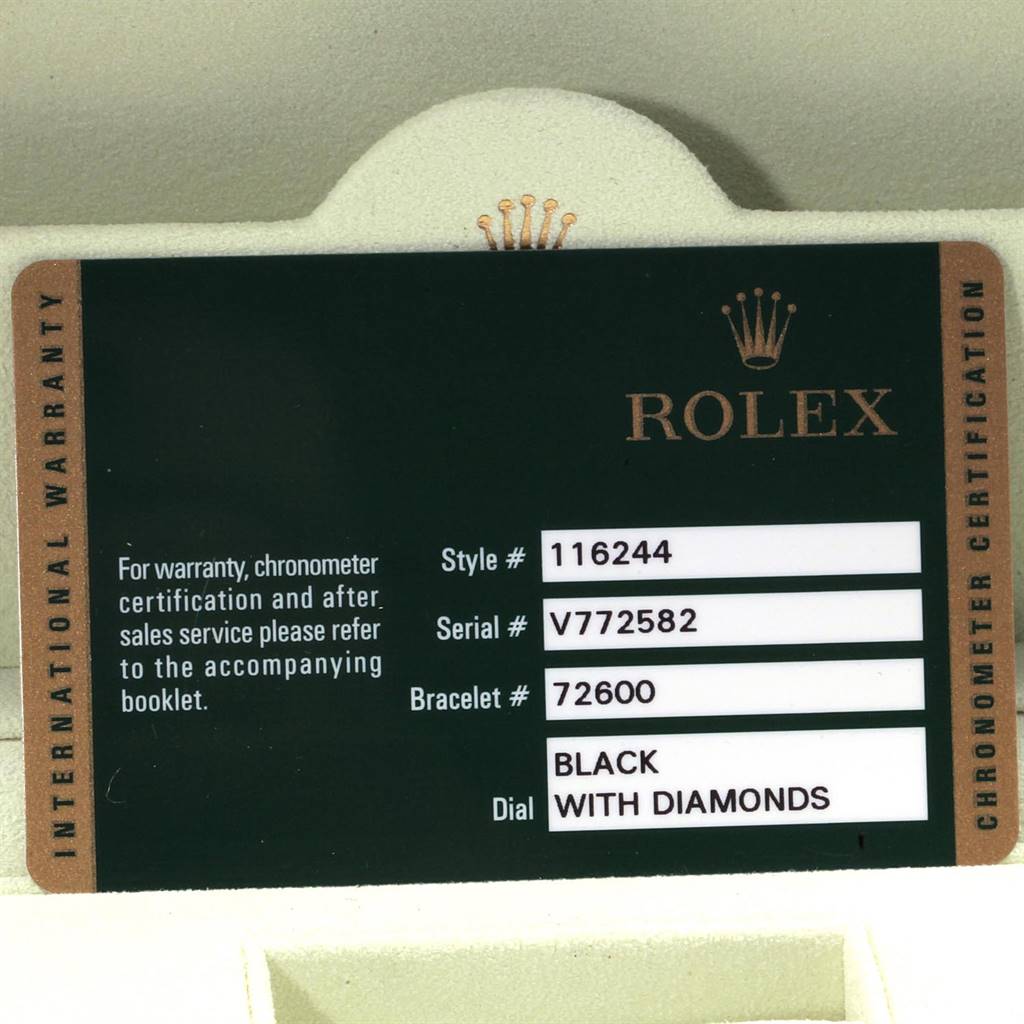 INTERNATIONAL WARRANTY
ROLEX
CHRONOMETER CERTIFICATION
For warranty, chronometer
certification and after
sales service please refer
to the accompanying
booklet.
Style # 116244
Serial # V772582
Bracelet # 72600
Dial BLACK
WITH DIAMONDS